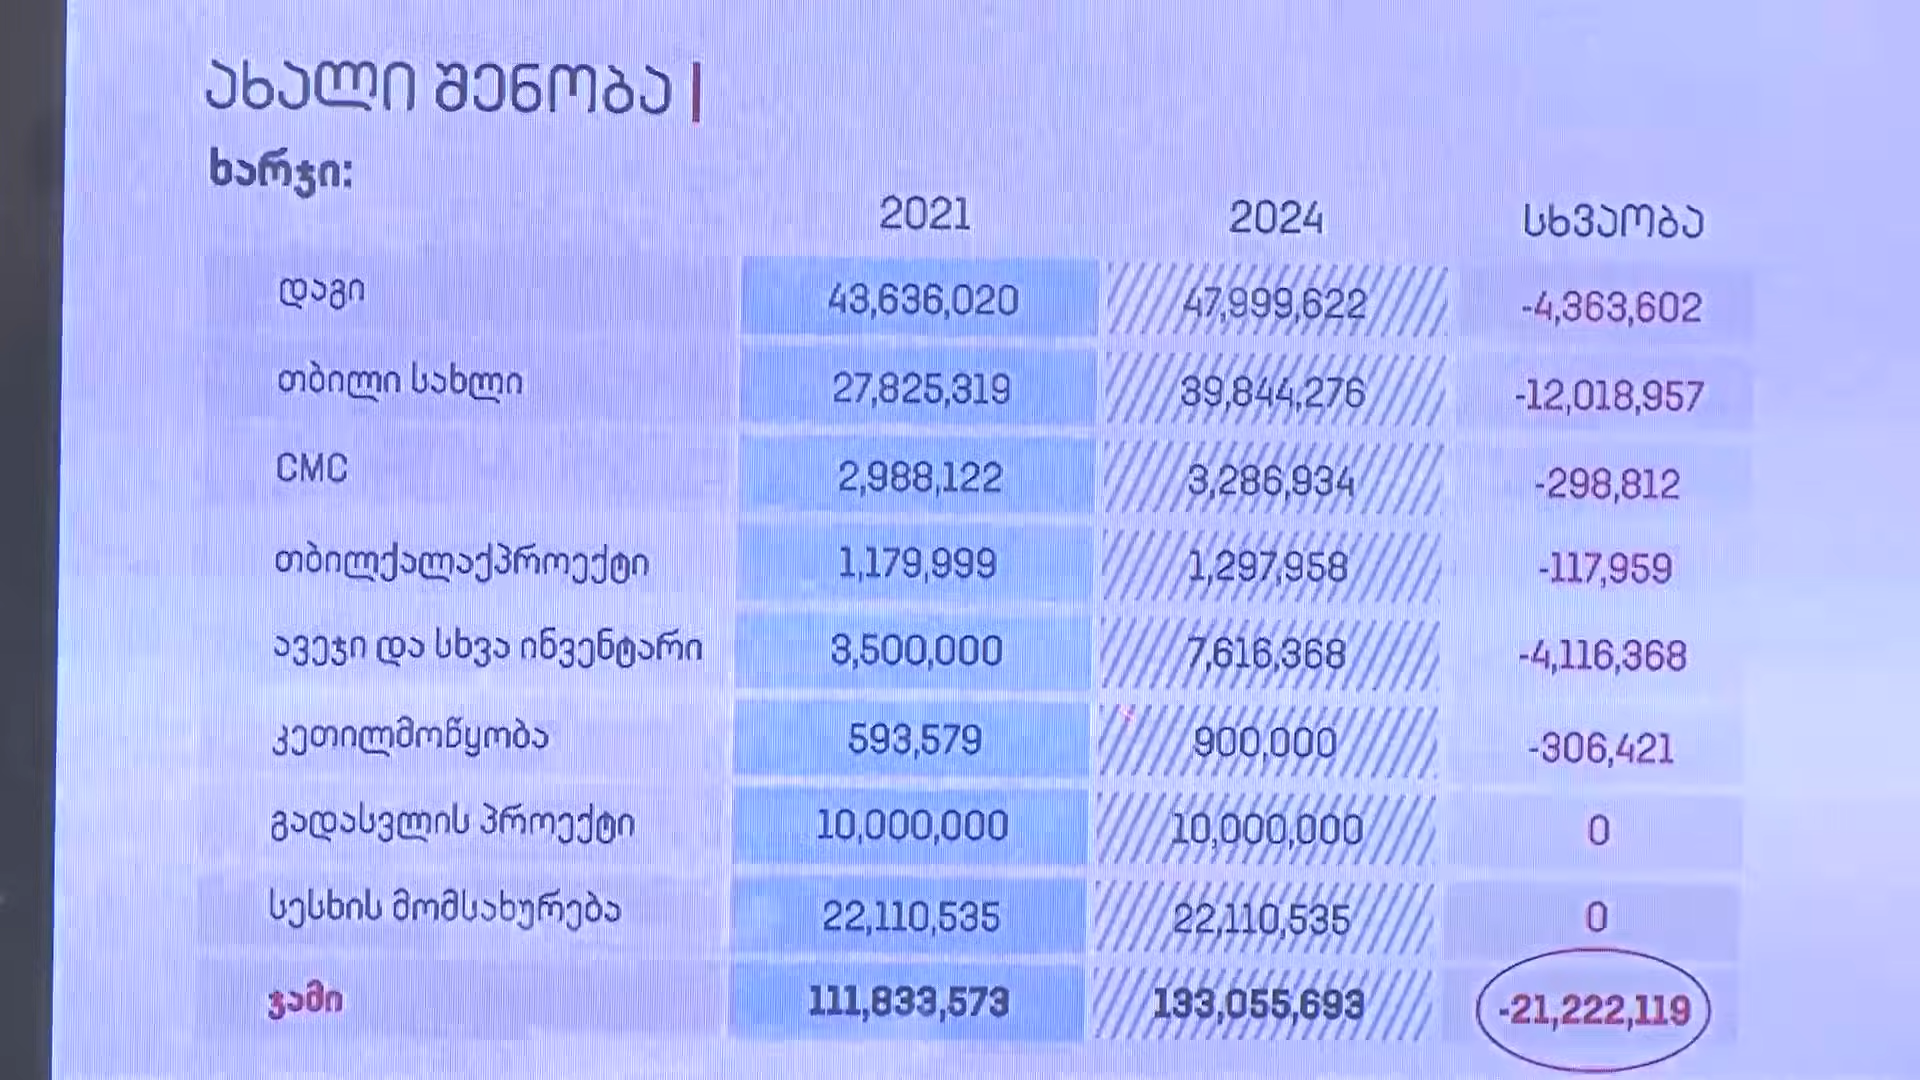 ახალი შენობა |
ხარჯი:
2021 2024 სხვაობა
დაგი 43,636,020 47,999,622 -4,363,602
თბილი სახლი 27,825,319 39,844,276 -12,018,957
CMC 2,988,122 3,286,934 -298,812
თბილქალაქპროექტი 1,179,999 1,297,958 -117,959
ავეჯი და სხვა ინვენტარი 3,500,000 7,616,368 -4,116,368
კეთილმოწყობა 593,579 900,000 -306,421
გადასვლის პროექტი 10,000,000 10,000,000 0
სესხის მომსახურება 22,110,535 22,110,535 0
ჯამი 111,833,573 133,055,693 -21,222,119